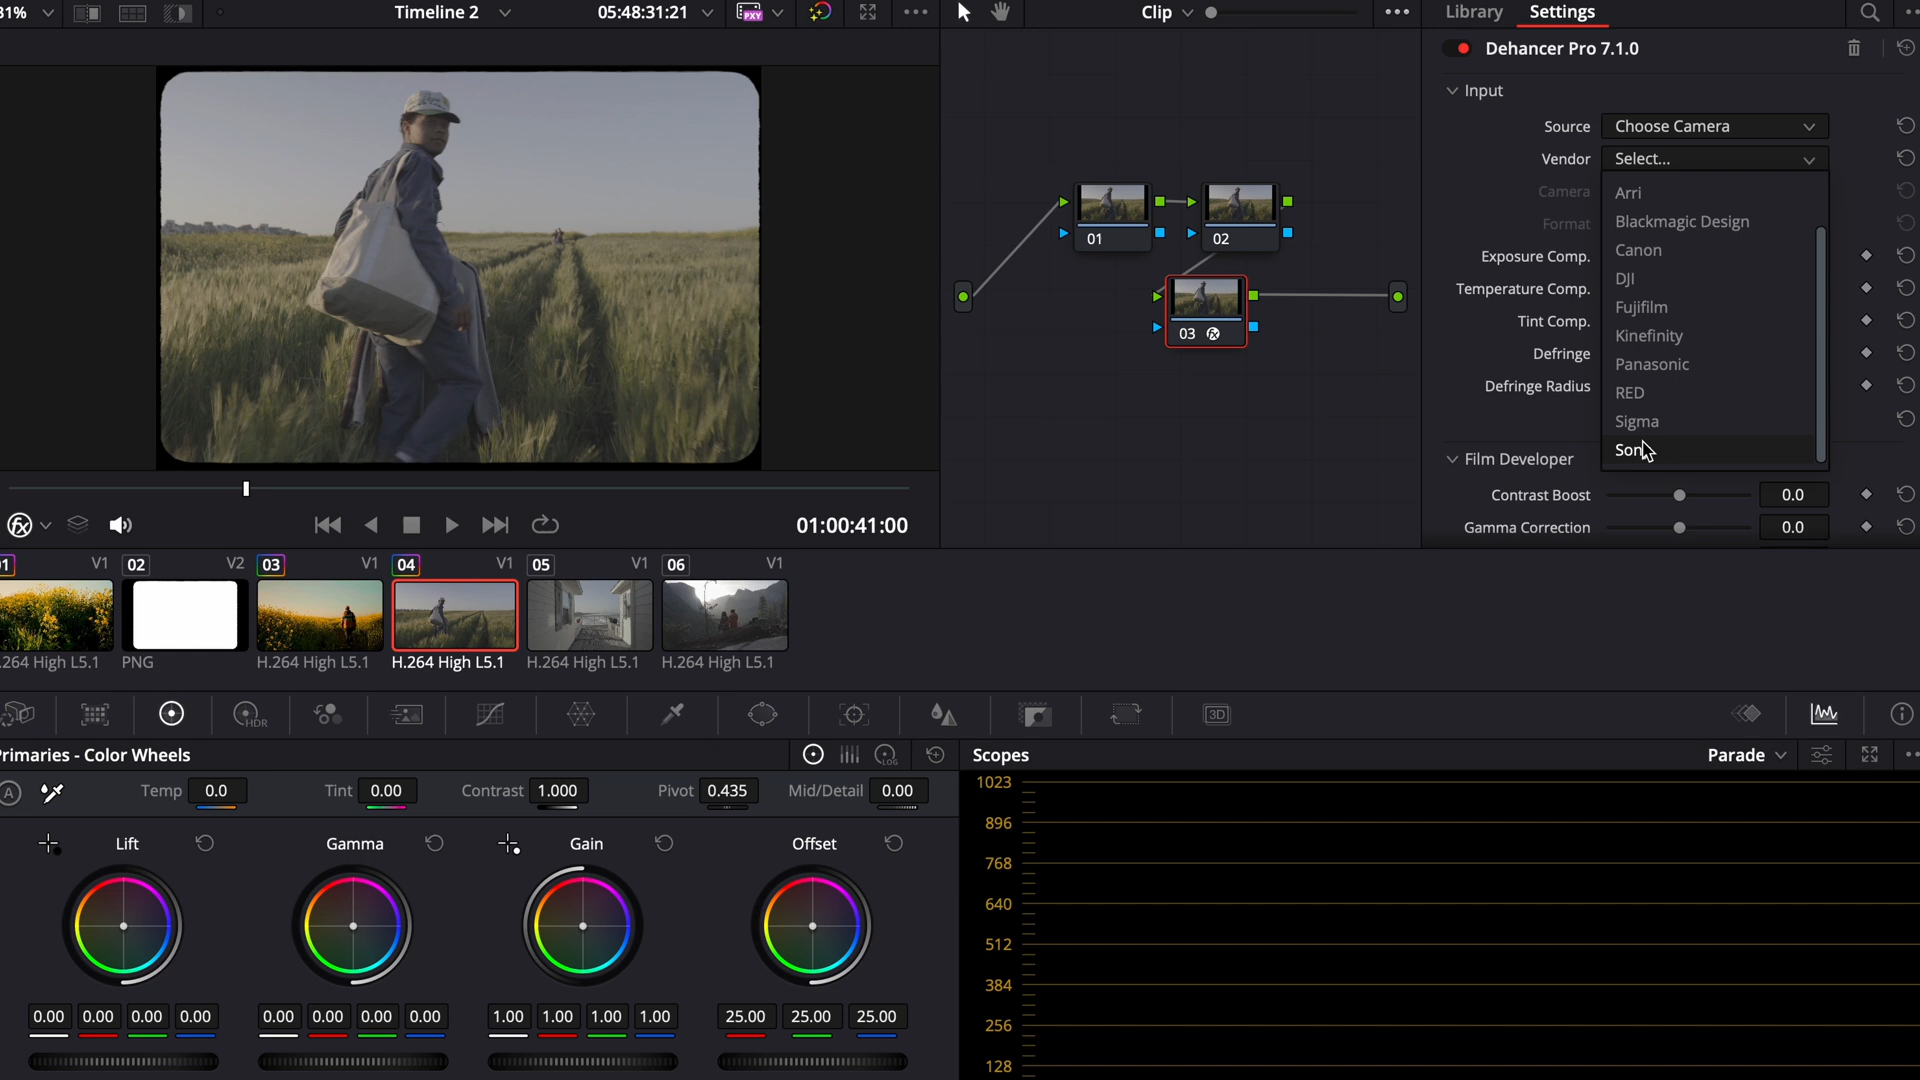 31%
Timeline 2
05:48:31:21
PXY
Clip
Library
Settings
Dehancer Pro 7.1.0
Input
Source
Choose Camera
Vendor
Select...
Camera
Arri
Format
Blackmagic Design
Exposure Comp.
Canon
Temperature Comp.
DJI
Tint Comp.
Fujifilm
Defringe
Kinefinity
Defringe Radius
Panasonic
RED
Sigma
Son
Film Developer
Contrast Boost
0.0
Gamma Correction
0.0
01
02
03
fx
01:00:41:00
01 V1
02 V2
03 V1
04 V1
05 V1
06 V1
.264 High L5.1
PNG
H.264 High L5.1
H.264 High L5.1
H.264 High L5.1
H.264 High L5.1
HDR
3D
Primaries - Color Wheels
LOG
A
Temp 0.0
Tint 0.00
Contrast 1.000
Pivot 0.435
Mid/Detail 0.00
Lift
Gamma
Gain
Offset
0.00 0.00 0.00 0.00
0.00 0.00 0.00 0.00
1.00 1.00 1.00 1.00
25.00 25.00 25.00
Scopes
Parade
1023
896
768
640
512
384
256
128